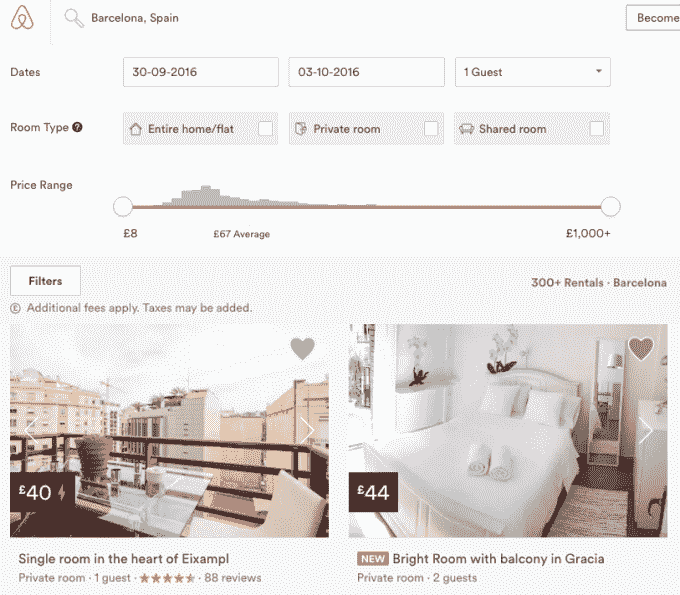 Barcelona, Spain
Become
Dates
30-09-2016
03-10-2016
1 Guest
Room Type ?
Entire home/flat
Private room
Shared room
Price Range
£8
£67 Average
£1,000+
Filters
300+ Rentals · Barcelona
£ Additional fees apply. Taxes may be added.
£40
£44
Single room in the heart of Eixampl
Private room · 1 guest · 88 reviews
NEW Bright Room with balcony in Gracia
Private room · 2 guests